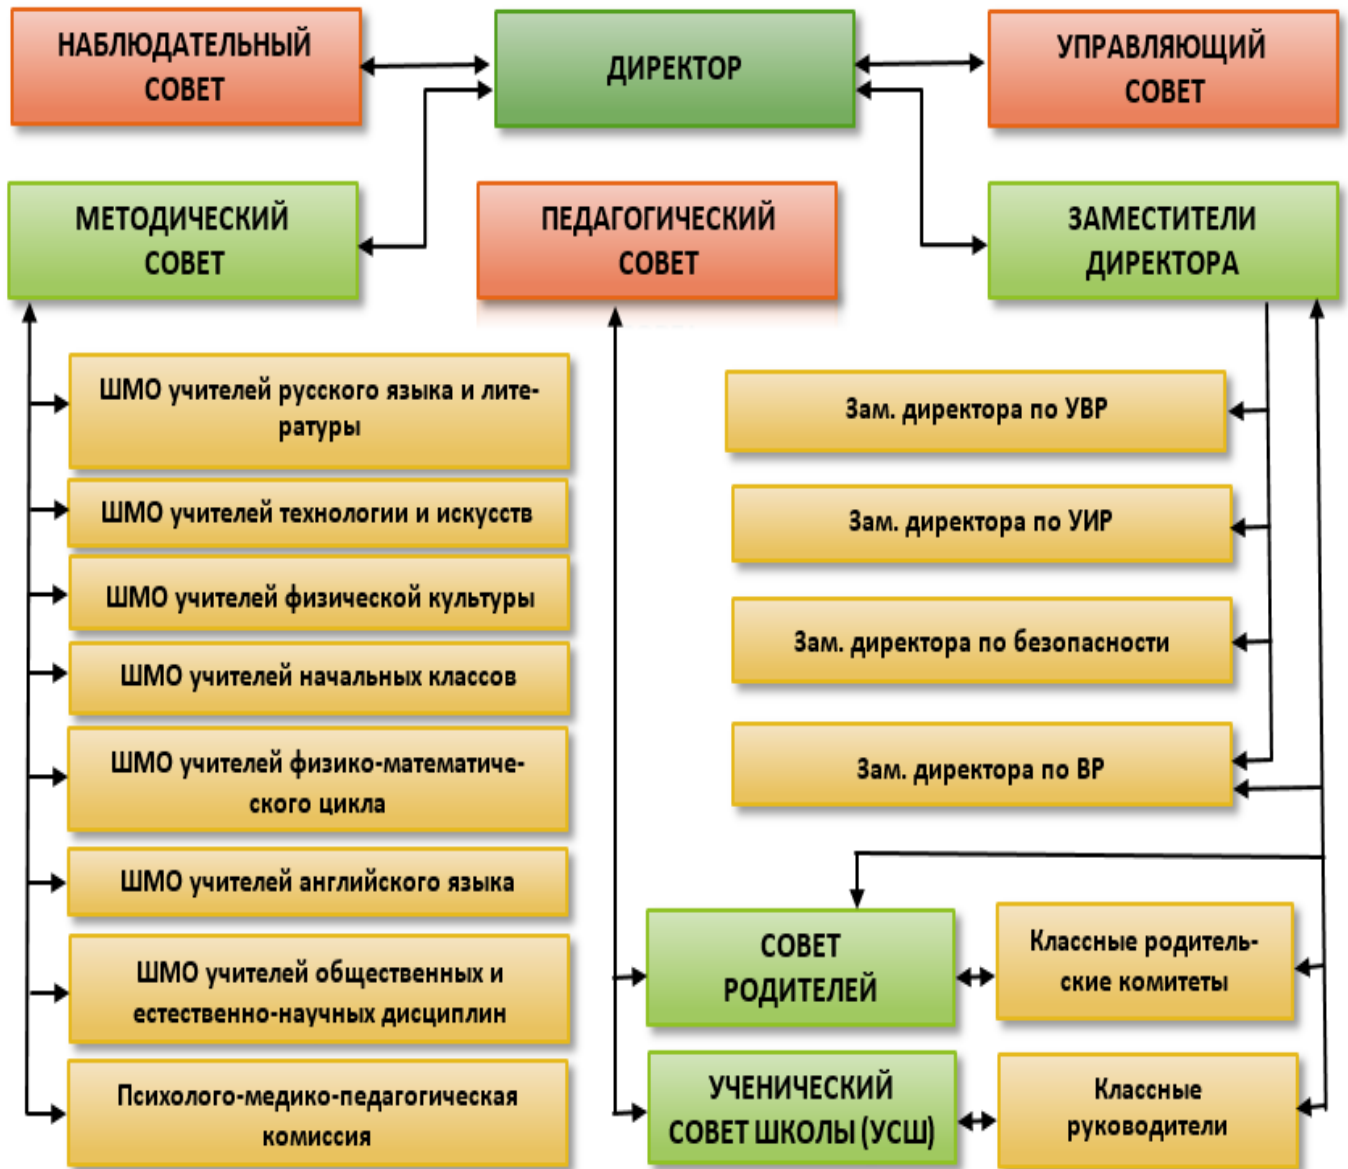 НАБЛЮДАТЕЛЬНЫЙ
СОВЕТ
ДИРЕКТОР
УПРАВЛЯЮЩИЙ
СОВЕТ
МЕТОДИЧЕСКИЙ
СОВЕТ
ПЕДАГОГИЧЕСКИЙ
СОВЕТ
ЗАМЕСТИТЕЛИ
ДИРЕКТОРА
ШМО учителей русского языка и лите-
ратуры
ШМО учителей технологии и искусств
ШМО учителей физической культуры
ШМО учителей начальных классов
ШМО учителей физико-математиче-
ского цикла
ШМО учителей английского языка
ШМО учителей общественных и
естественно-научных дисциплин
Психолого-медико-педагогическая
комиссия
Зам. директора по УВР
Зам. директора по УИР
Зам. директора по безопасности
Зам. директора по ВР
СОВЕТ
РОДИТЕЛЕЙ
Классные родитель-
ские комитеты
УЧЕНИЧЕСКИЙ
СОВЕТ ШКОЛЫ (УСШ)
Классные
руководители